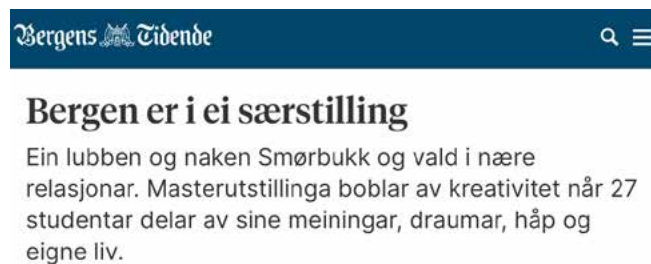 Bergens Tidende
Bergen er i ei særstilling
Ein lubben og naken Smørbukk og vald i nære
relasjonar. Masterutstillinga boblar av kreativitet når 27
studentar delar av sine meiningar, draumar, håp og
eigne liv.